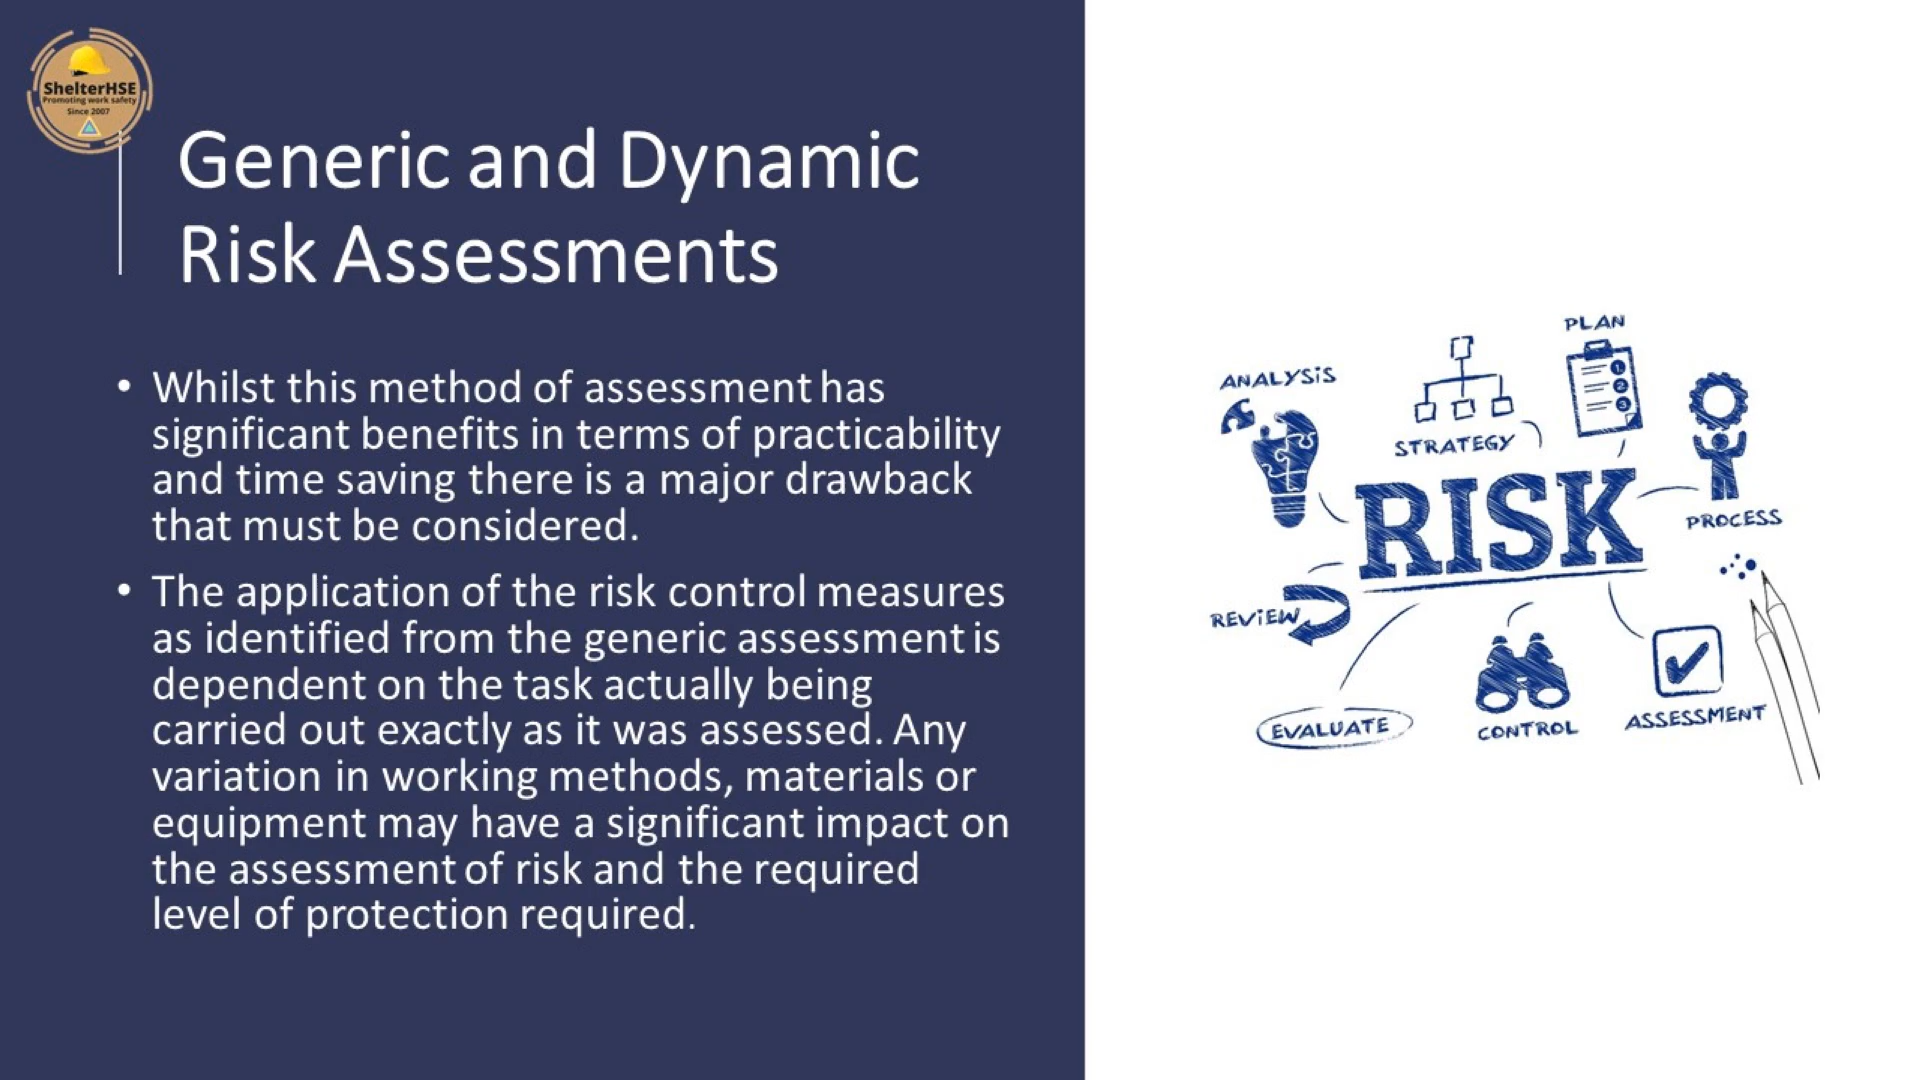 ShelterHSE
Promoting work safety
Since 2007
Generic and Dynamic
Risk Assessments
• Whilst this method of assessment has
significant benefits in terms of practicability
and time saving there is a major drawback
that must be considered.
• The application of the risk control measures
as identified from the generic assessment is
dependent on the task actually being
carried out exactly as it was assessed. Any
variation in working methods, materials or
equipment may have a significant impact on
the assessment of risk and the required
level of protection required.
PLAN
1.
2
3
ANALYSiS
STRATEGY
RISK
PROCESS
REViEW
EVALUATE
CONTROL
ASSESSMENT